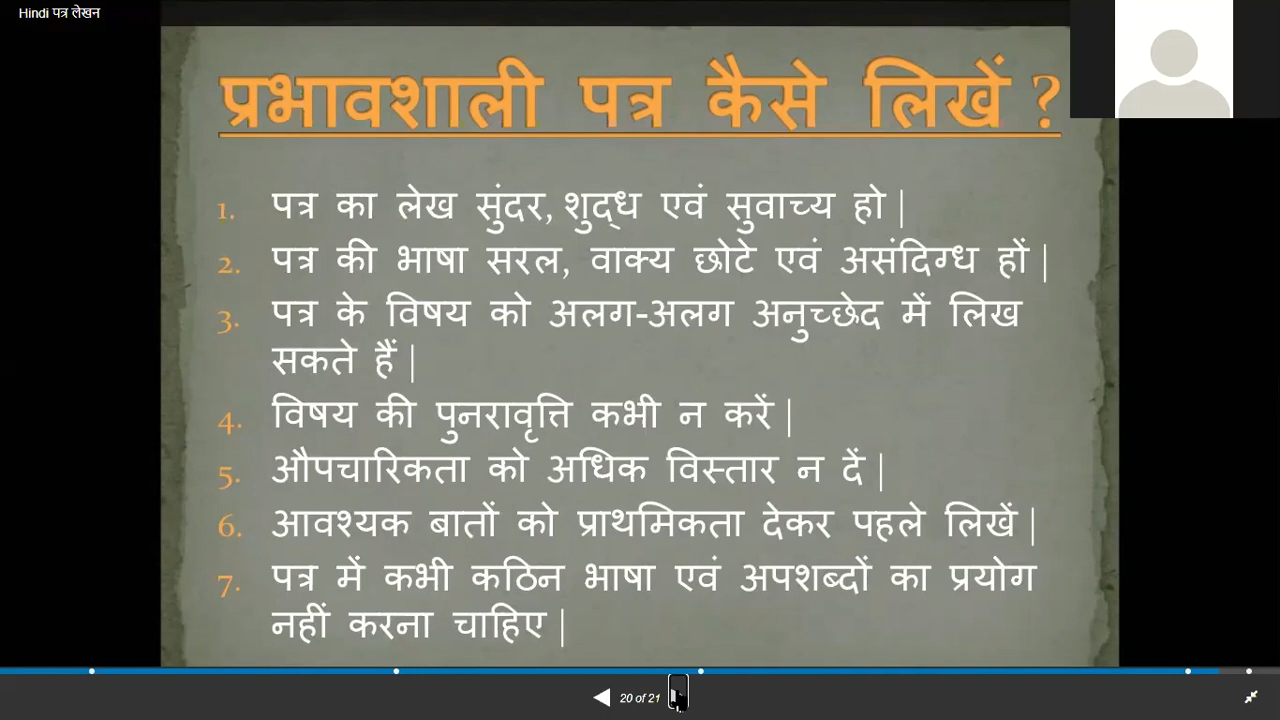 Hindi पत्र लेखन
प्रभावशाली पत्र कैसे लिखें ?
1. पत्र का लेख सुंदर, शुद्ध एवं सुवाच्य हो |
2. पत्र की भाषा सरल, वाक्य छोटे एवं असंदिग्ध हों |
3. पत्र के विषय को अलग-अलग अनुच्छेद में लिख
सकते हैं |
4. विषय की पुनरावृत्ति कभी न करें |
5. औपचारिकता को अधिक विस्तार न दें |
6. आवश्यक बातों को प्राथमिकता देकर पहले लिखें |
7. पत्र में कभी कठिन भाषा एवं अपशब्दों का प्रयोग
नहीं करना चाहिए |
20 of 21